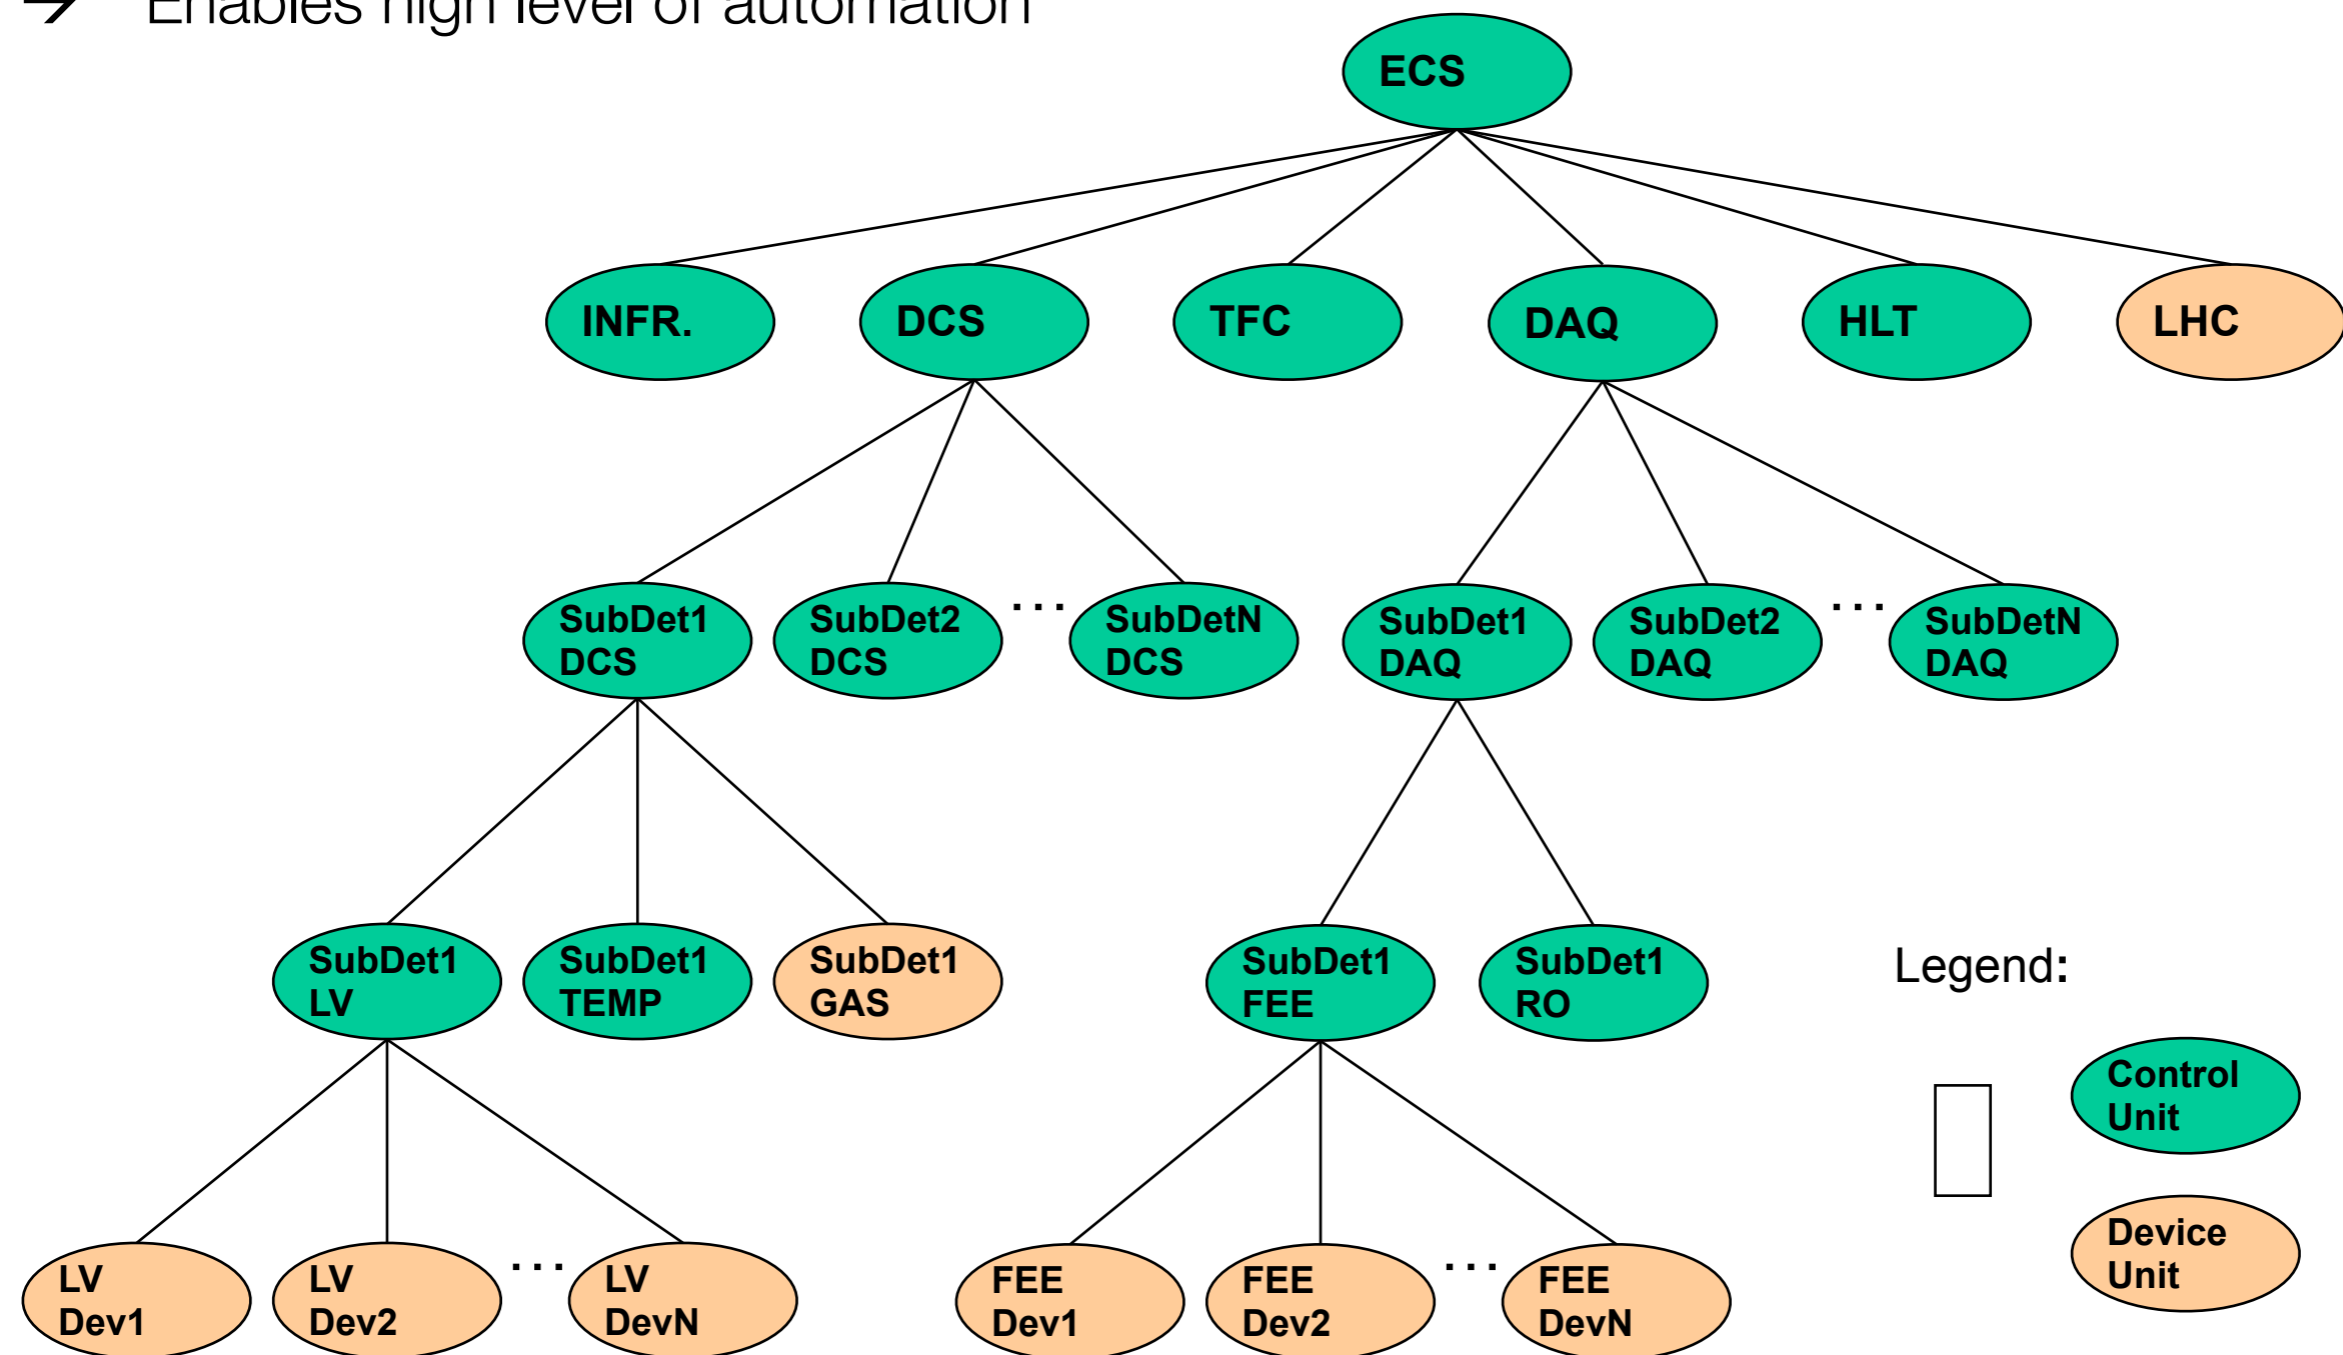 → Enables high level of automation
ECS
INFR.
DCS
TFC
DAQ
HLT
LHC
SubDet1
DCS
SubDet2
DCS
...
SubDetN
DCS
SubDet1
DAQ
SubDet2
DAQ
...
SubDetN
DAQ
SubDet1
LV
SubDet1
TEMP
SubDet1
GAS
SubDet1
FEE
SubDet1
RO
Legend:
Control
Unit
Device
Unit
LV
Dev1
LV
Dev2
...
LV
DevN
FEE
Dev1
FEE
Dev2
...
FEE
DevN